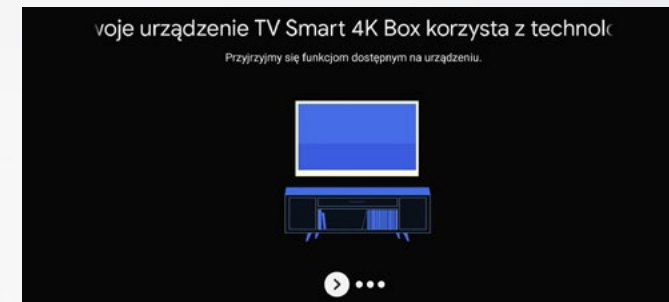 voje urządzenie TV Smart 4K Box korzysta z technolo
Przyjrzyjmy się funkcjom dostępnym na urządzeniu.